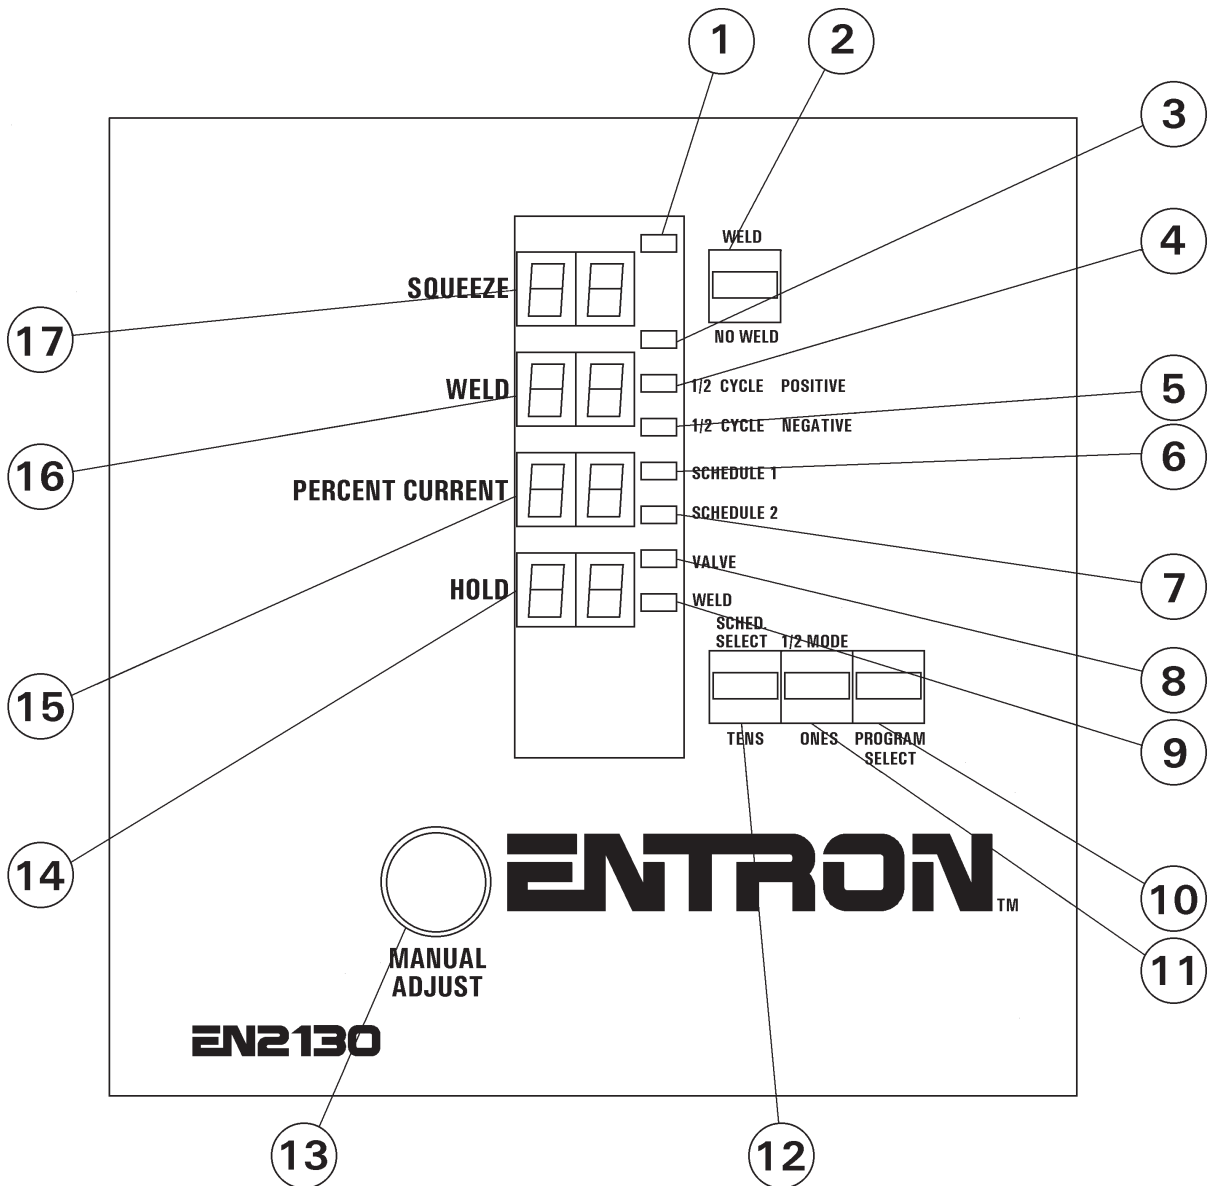 1
2
3
WELD
4
SQUEEZE
17
NO WELD
WELD
1/2 CYCLE POSITIVE
5
1/2 CYCLE NEGATIVE
6
16
SCHEDULE 1
PERCENT CURRENT
SCHEDULE 2
VALVE
7
HOLD
WELD
SCHED.
SELECT 1/2 MODE
8
15
TENS ONES PROGRAM
SELECT
9
14
ENTRON TM
10
MANUAL
ADJUST
11
EN2130
13
12